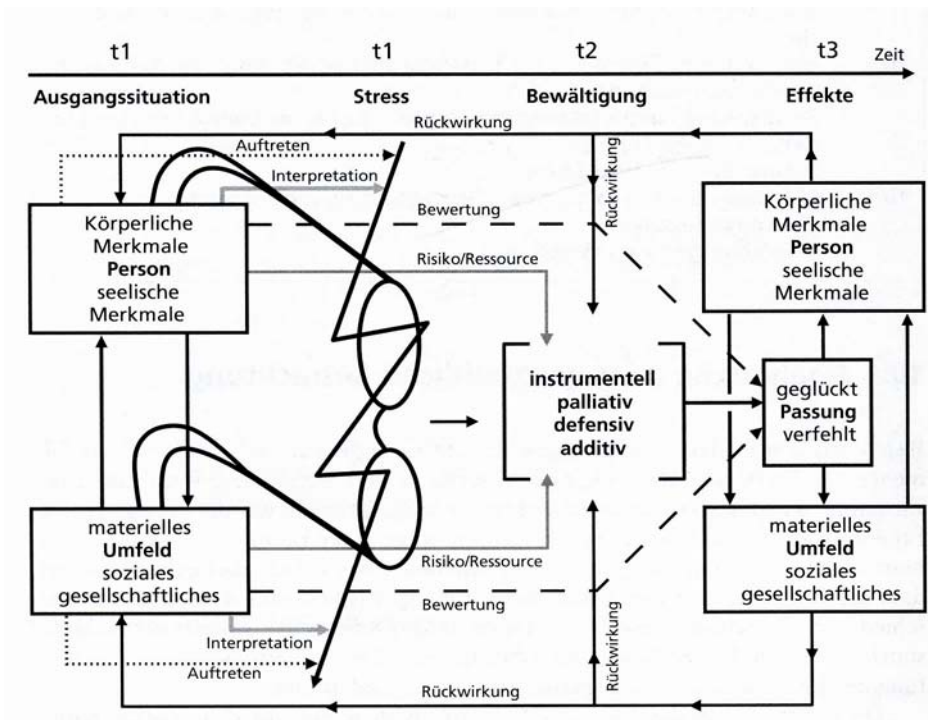 t1
t1
t2
t3
Zeit
Ausgangssituation
Stress
Bewältigung
Effekte
Rückwirkung
Auftreten
Interpretation
Rückwirkung
Körperliche
Merkmale
Person
seelische
Merkmale
Bewertung
Risiko/Ressource
Körperliche
Merkmale
Person
seelische
Merkmale
instrumentell
palliativ
defensiv
additiv
geglückt
Passung
verfehlt
materielles
Umfeld
soziales
gesellschaftliches
Risiko/Ressource
Bewertung
materielles
Umfeld
soziales
gesellschaftliches
Interpretation
Auftreten
Rückwirkung
Rückwirkung